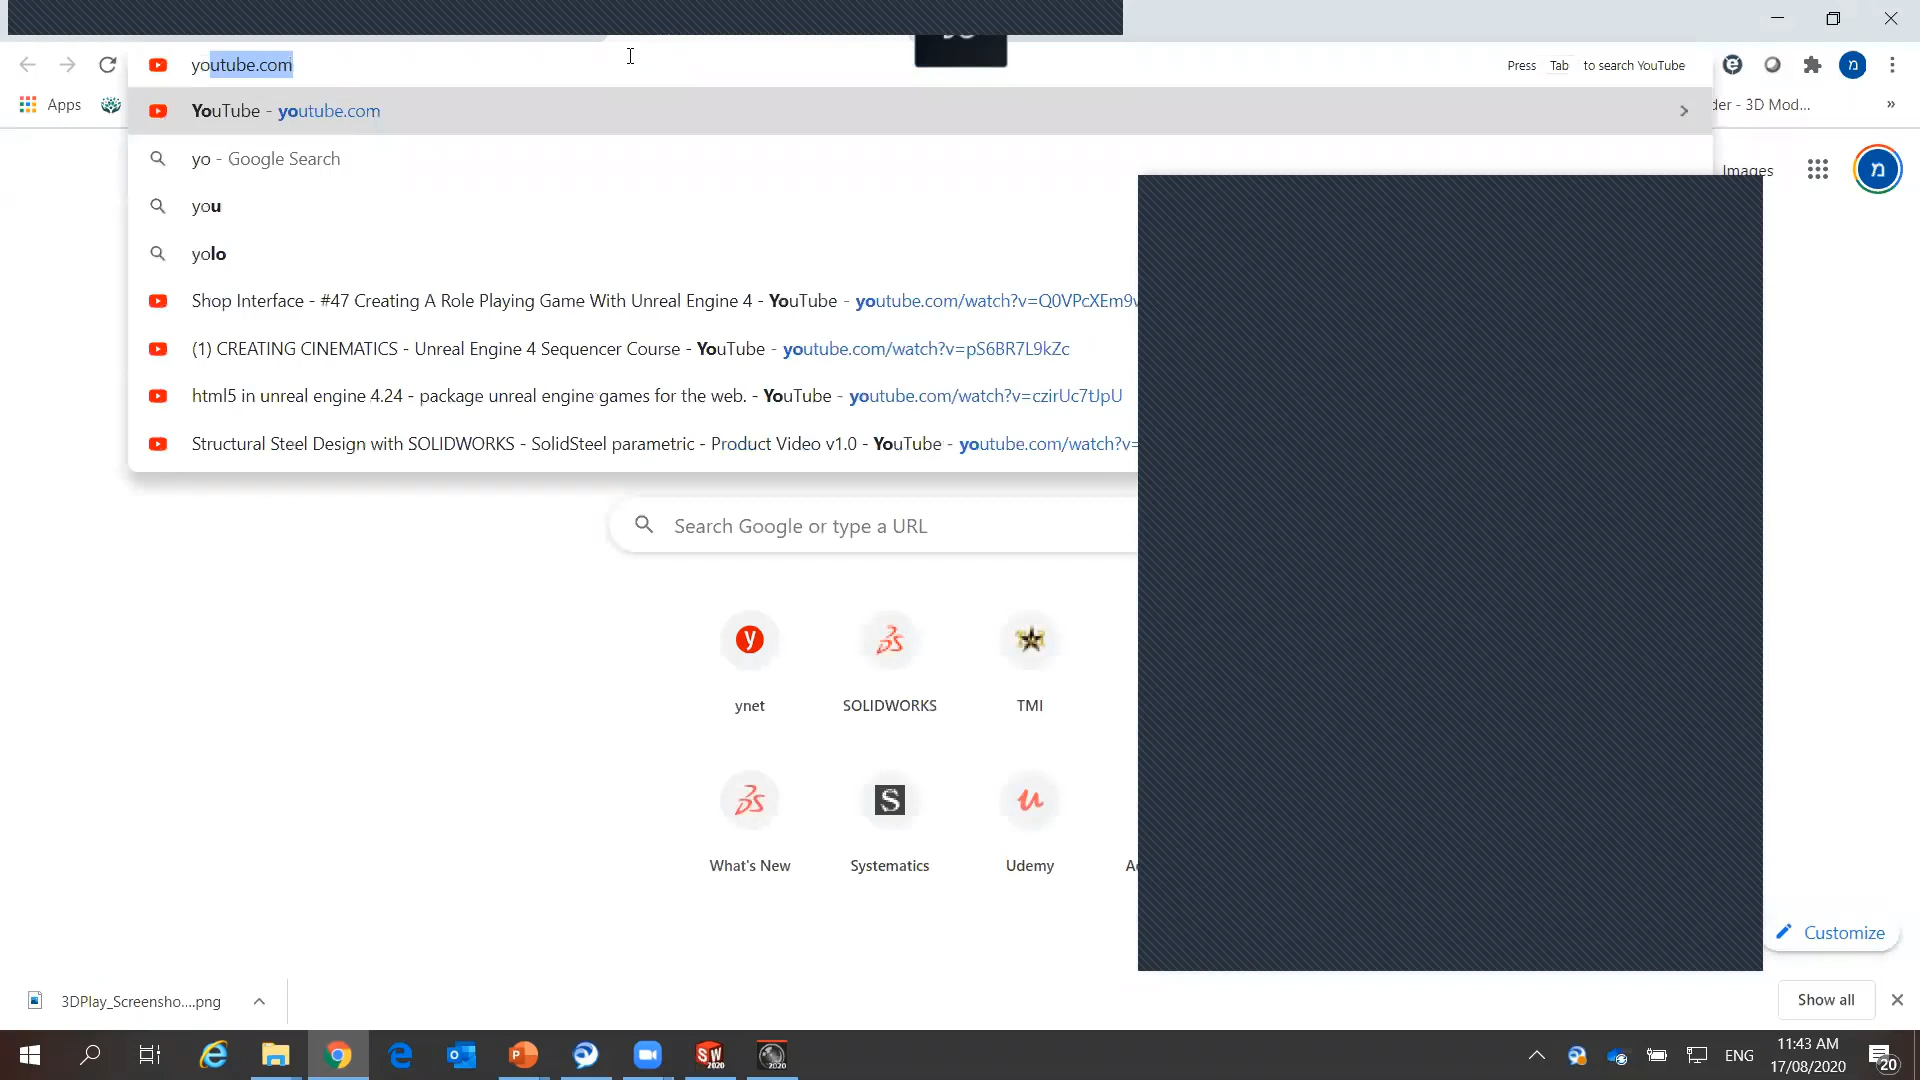 youtube.com
Press Tab to search YouTube
מ
Apps
der - 3D Mod...
»
YouTube - youtube.com
yo - Google Search
Images
מ
you
yolo
Shop Interface - #47 Creating A Role Playing Game With Unreal Engine 4 - YouTube - youtube.com/watch?v=Q0VPcXEm9
(1) CREATING CINEMATICS - Unreal Engine 4 Sequencer Course - YouTube - youtube.com/watch?v=pS6BR7L9kZc
html5 in unreal engine 4.24 - package unreal engine games for the web. - YouTube - youtube.com/watch?v=czirUc7tJpU
Structural Steel Design with SOLIDWORKS - SolidSteel parametric - Product Video v1.0 - YouTube - youtube.com/watch?v=
Search Google or type a URL
y
ynet
SOLIDWORKS
TMI
S
u
What's New
Systematics
Udemy
Customize
3DPlay_Screensho....png
Show all
SW 2020
2020
ENG
11:43 AM
17/08/2020
20